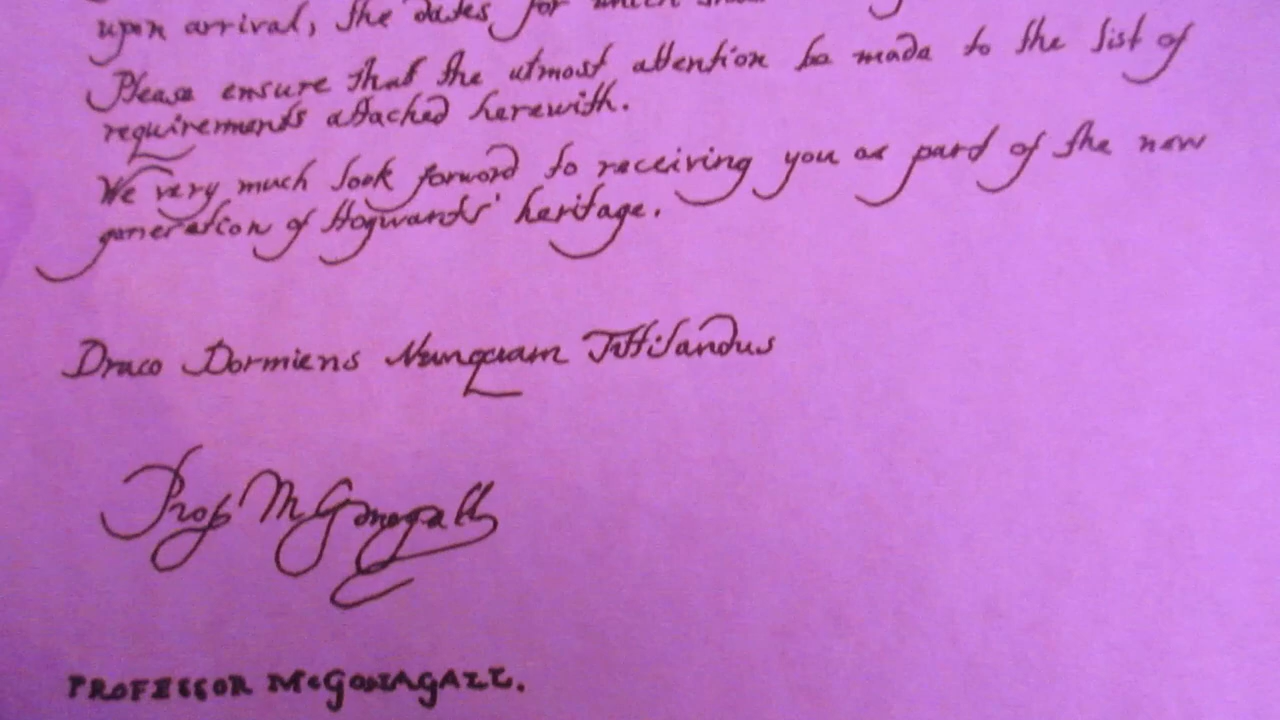 upon arrival, the dates for which
Please ensure that the utmost attention be made to the list of
requirements attached herewith.
We very much look forward to receiving you as part of the new
generation of Hogwarts' heritage.
Draco Dormiens Nunquam Titillandus
Prof McGonagall
PROFESSOR McGONAGALL.